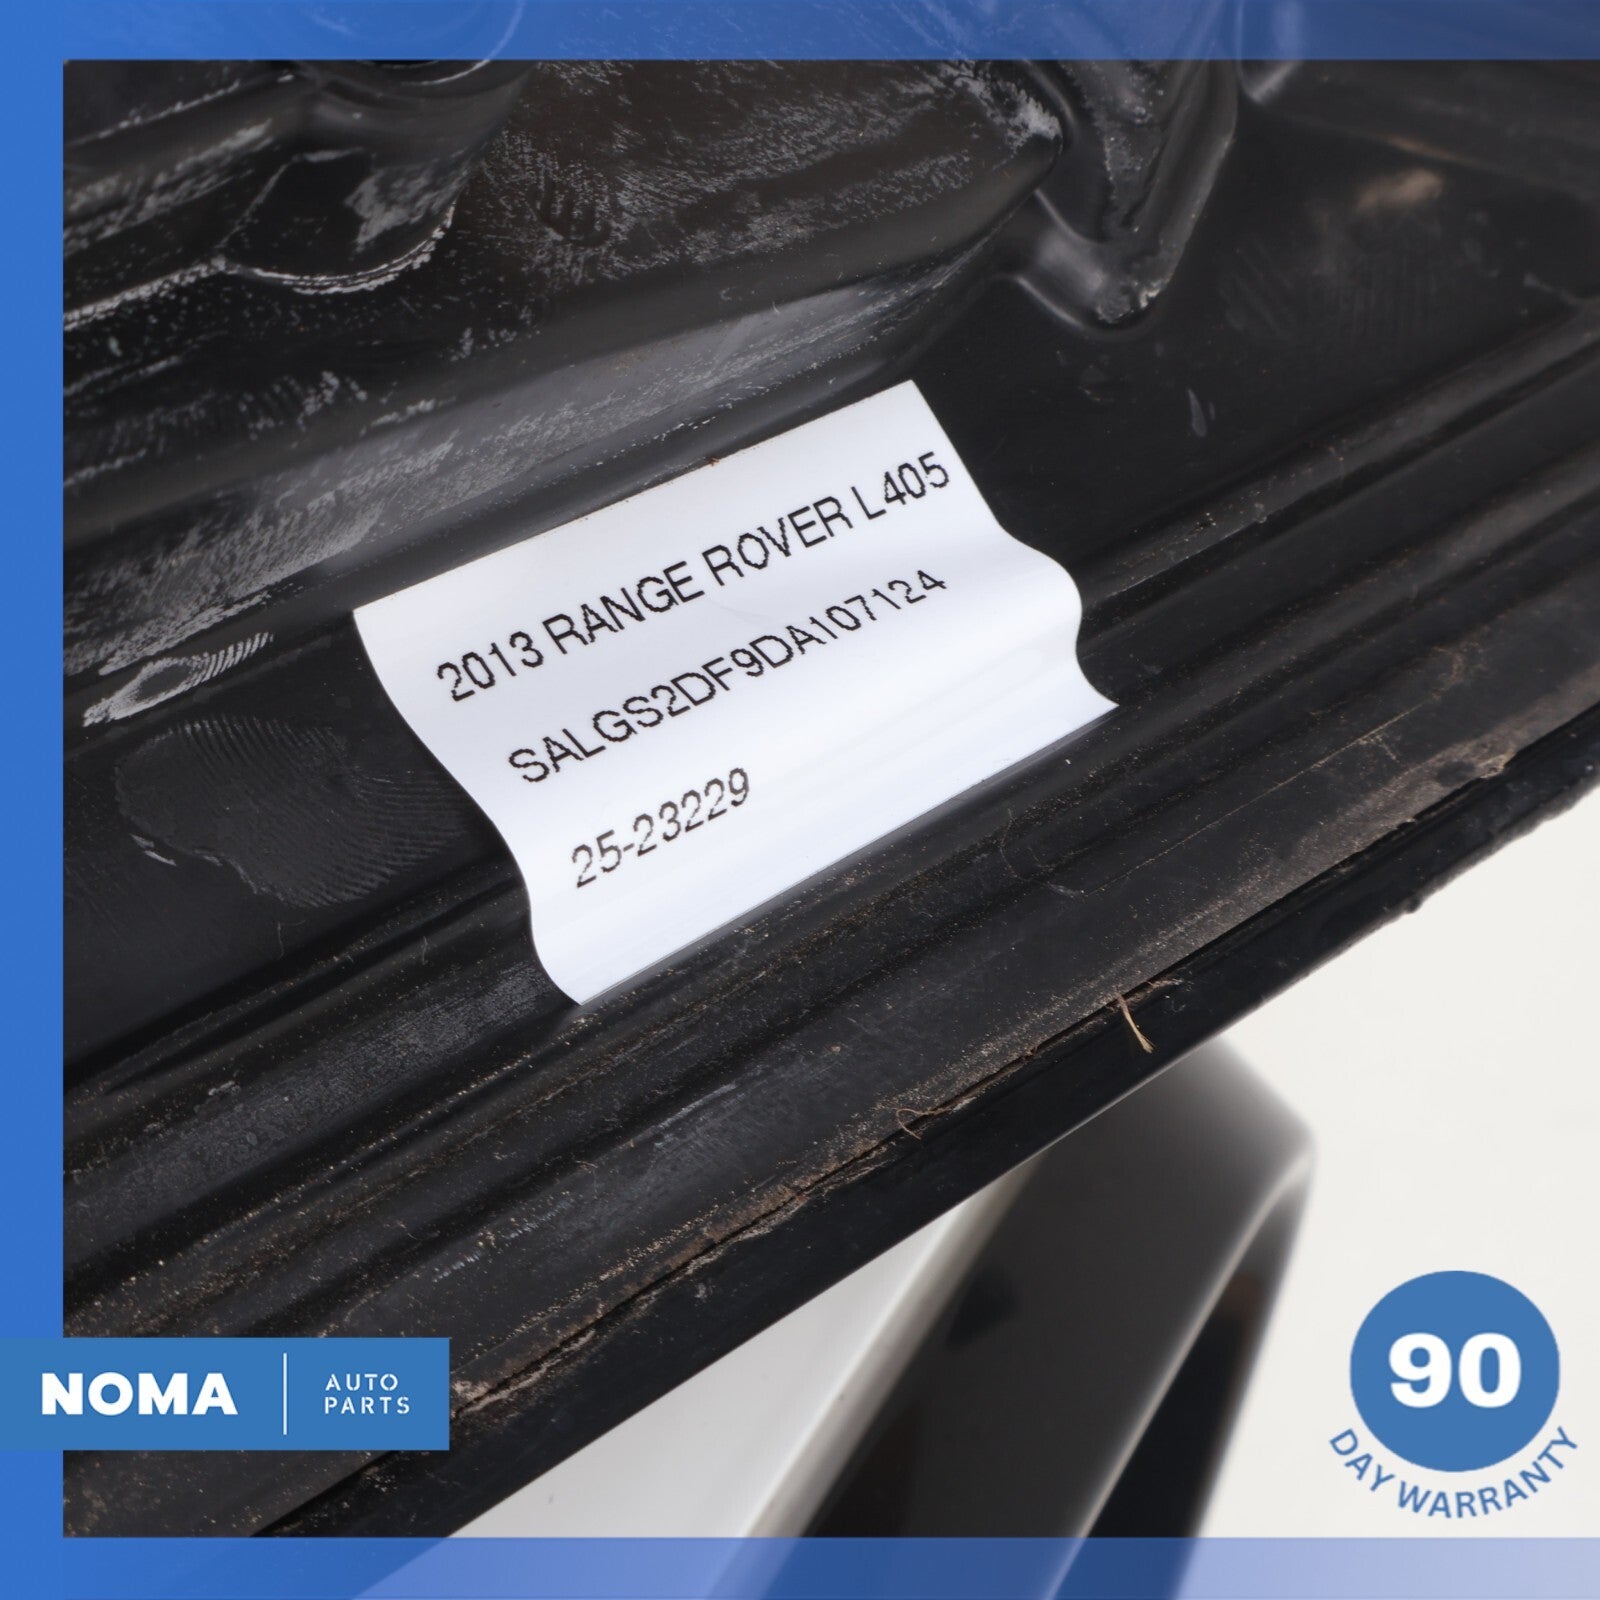 2013 RANGE ROVER L405
SALGS2DF9DA107124
25-23229
NOMA
AUTO
PARTS
90
DAY WARRANTY